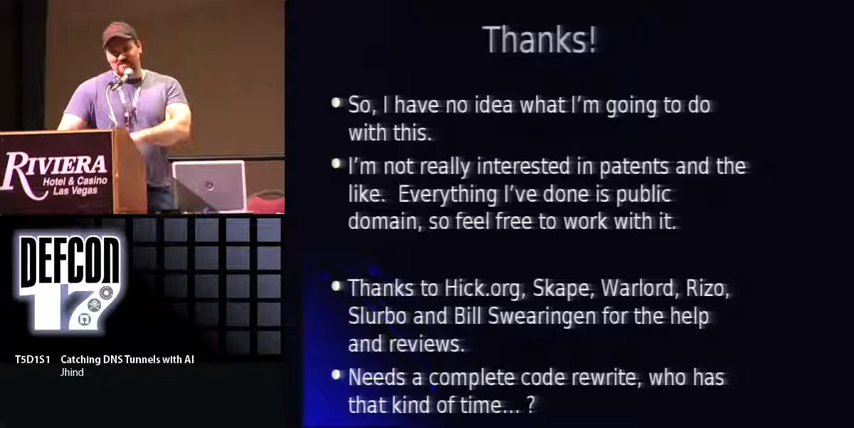 Thanks!
So, I have no idea what I'm going to do
with this.
I'm not really interested in patents and the
like. Everything I've done is public
domain, so feel free to work with it.
Thanks to Hick.org, Skape, Warlord, Rizo,
Slurbo and Bill Swearingen for the help
and reviews.
Needs a complete code rewrite, who has
that kind of time... ?
RIVIERA
Hotel & Casino
Las Vegas
DEFCON
17
T5D1S1 Catching DNS Tunnels with AI
Jhind